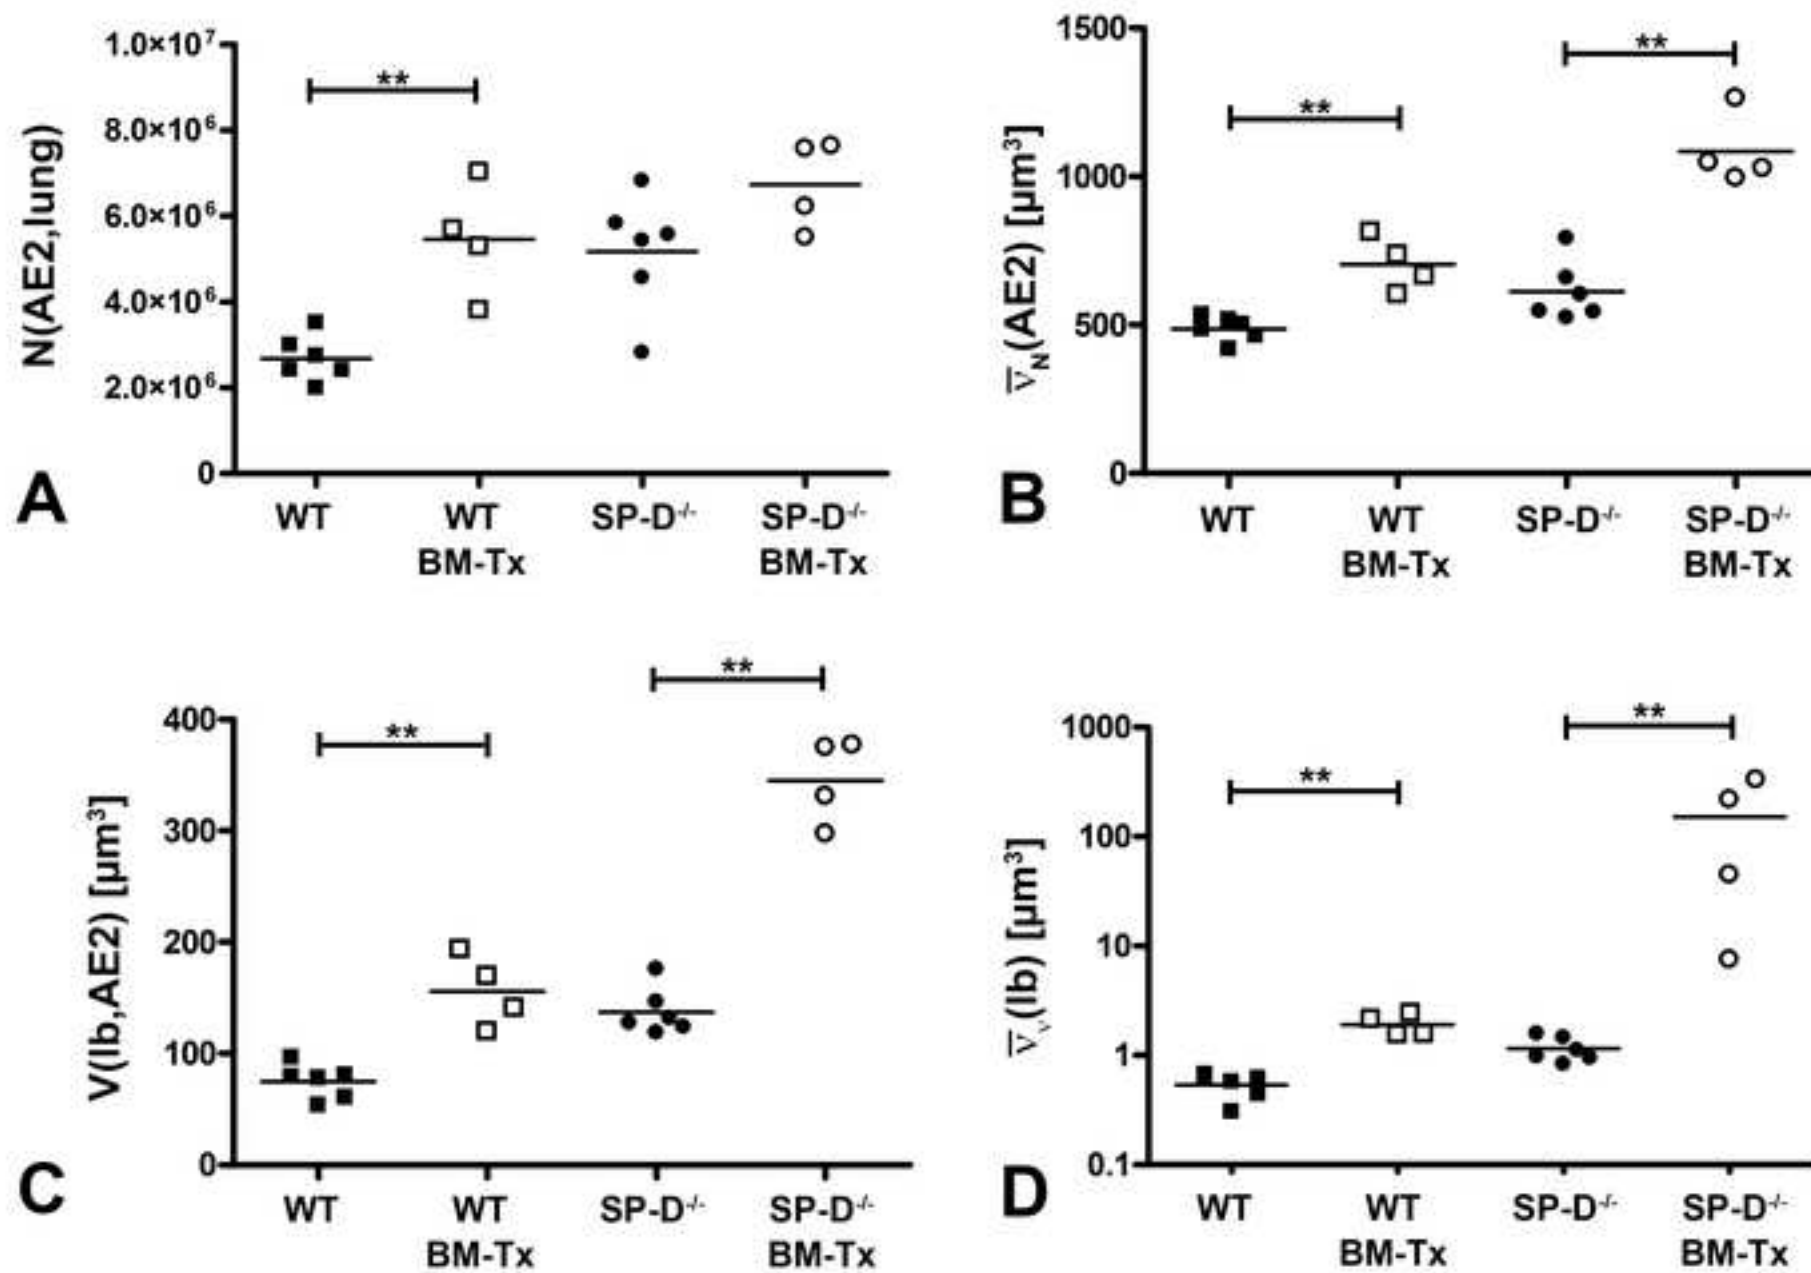 1.0×10⁷
8.0×10⁶
6.0×10⁶
4.0×10⁶
2.0×10⁶
0
N(AE2,lung)
**
A
WT
WT
BM-Tx
SP-D⁻/⁻
SP-D⁻/⁻
BM-Tx
1500
1000
500
0
ν̅N(AE2) [µm³]
**
**
B
WT
WT
BM-Tx
SP-D⁻/⁻
SP-D⁻/⁻
BM-Tx
400
300
200
100
0
V(lb,AE2) [µm³]
**
**
C
WT
WT
BM-Tx
SP-D⁻/⁻
SP-D⁻/⁻
BM-Tx
1000
100
10
1
0.1
ν̅ᵥ(lb) [µm³]
**
**
D
WT
WT
BM-Tx
SP-D⁻/⁻
SP-D⁻/⁻
BM-Tx